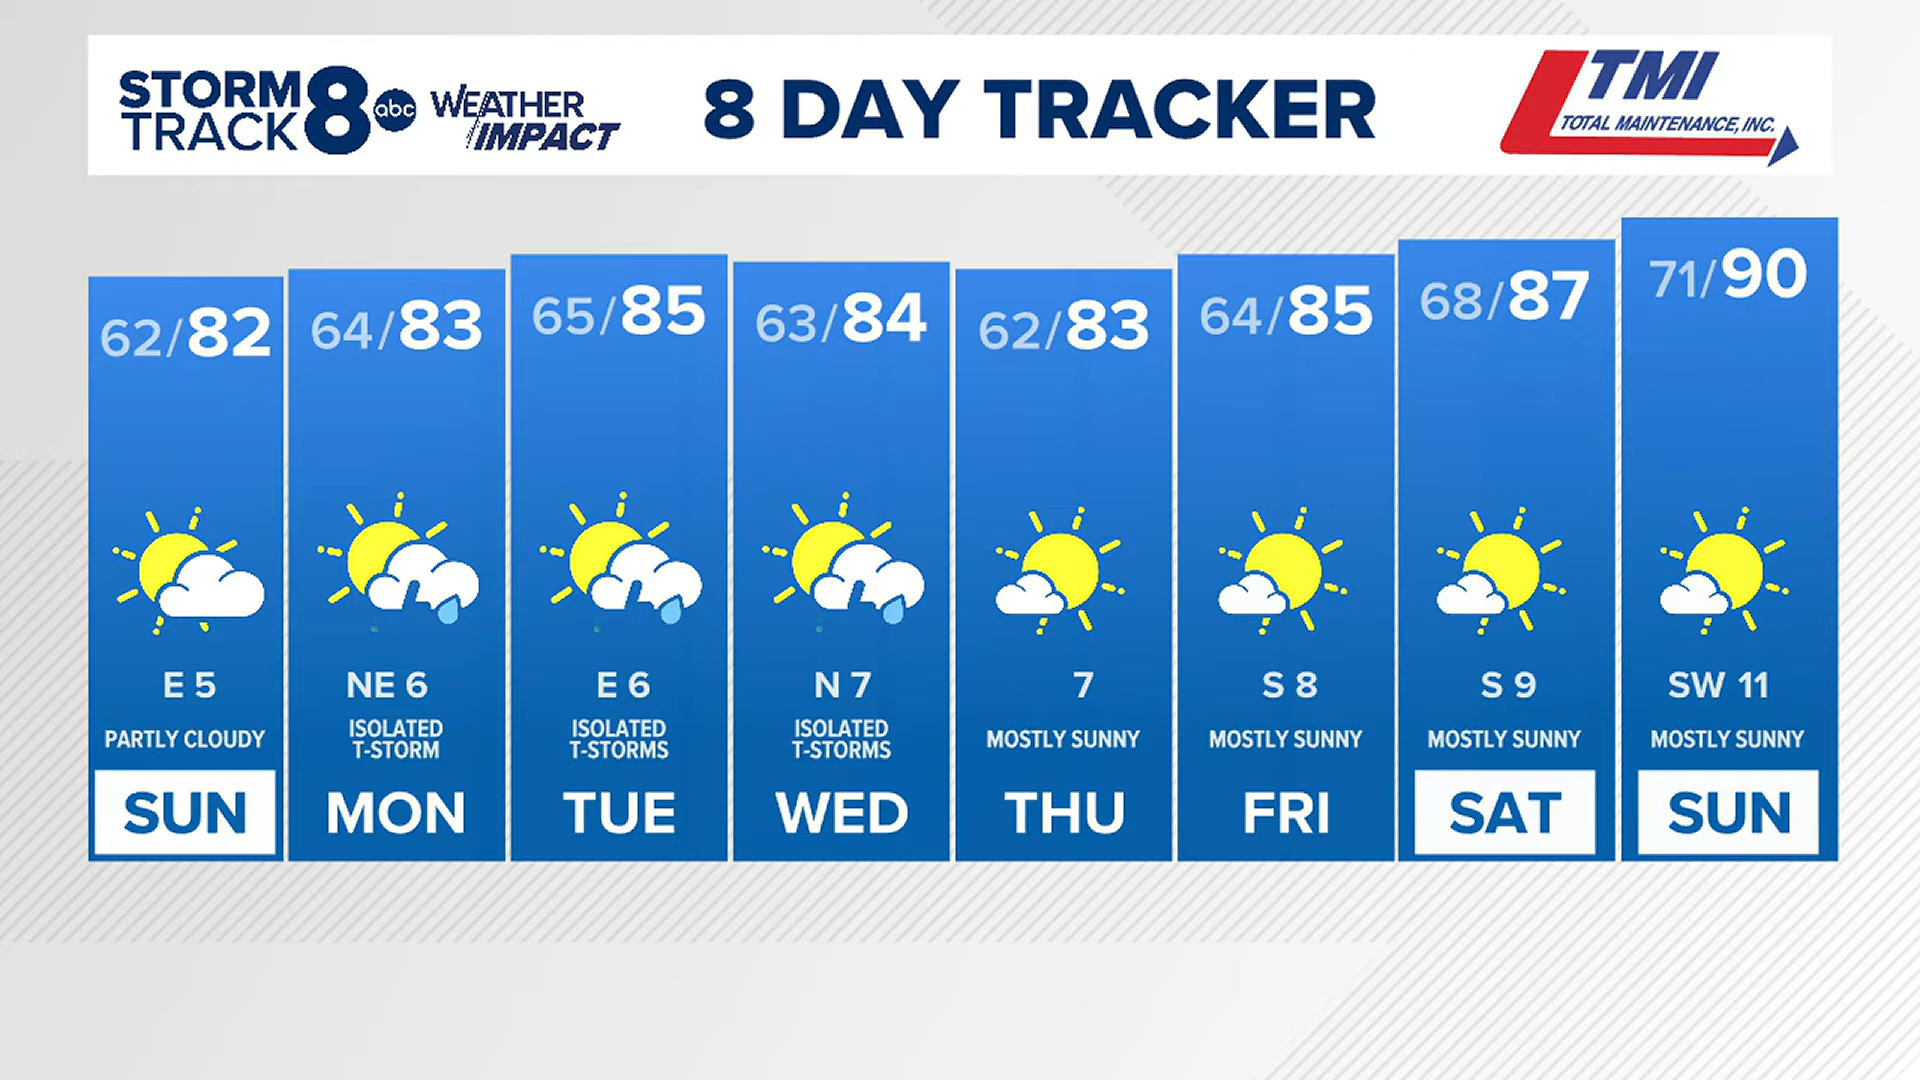 STORM TRACK 8 abc WEATHER IMPACT
8 DAY TRACKER
TMI
TOTAL MAINTENANCE, INC.
62/82
E 5
PARTLY CLOUDY
SUN
64/83
NE 6
ISOLATED
T-STORM
MON
65/85
E 6
ISOLATED
T-STORMS
TUE
63/84
N 7
ISOLATED
T-STORMS
WED
62/83
7
MOSTLY SUNNY
THU
64/85
S 8
MOSTLY SUNNY
FRI
68/87
S 9
MOSTLY SUNNY
SAT
71/90
SW 11
MOSTLY SUNNY
SUN